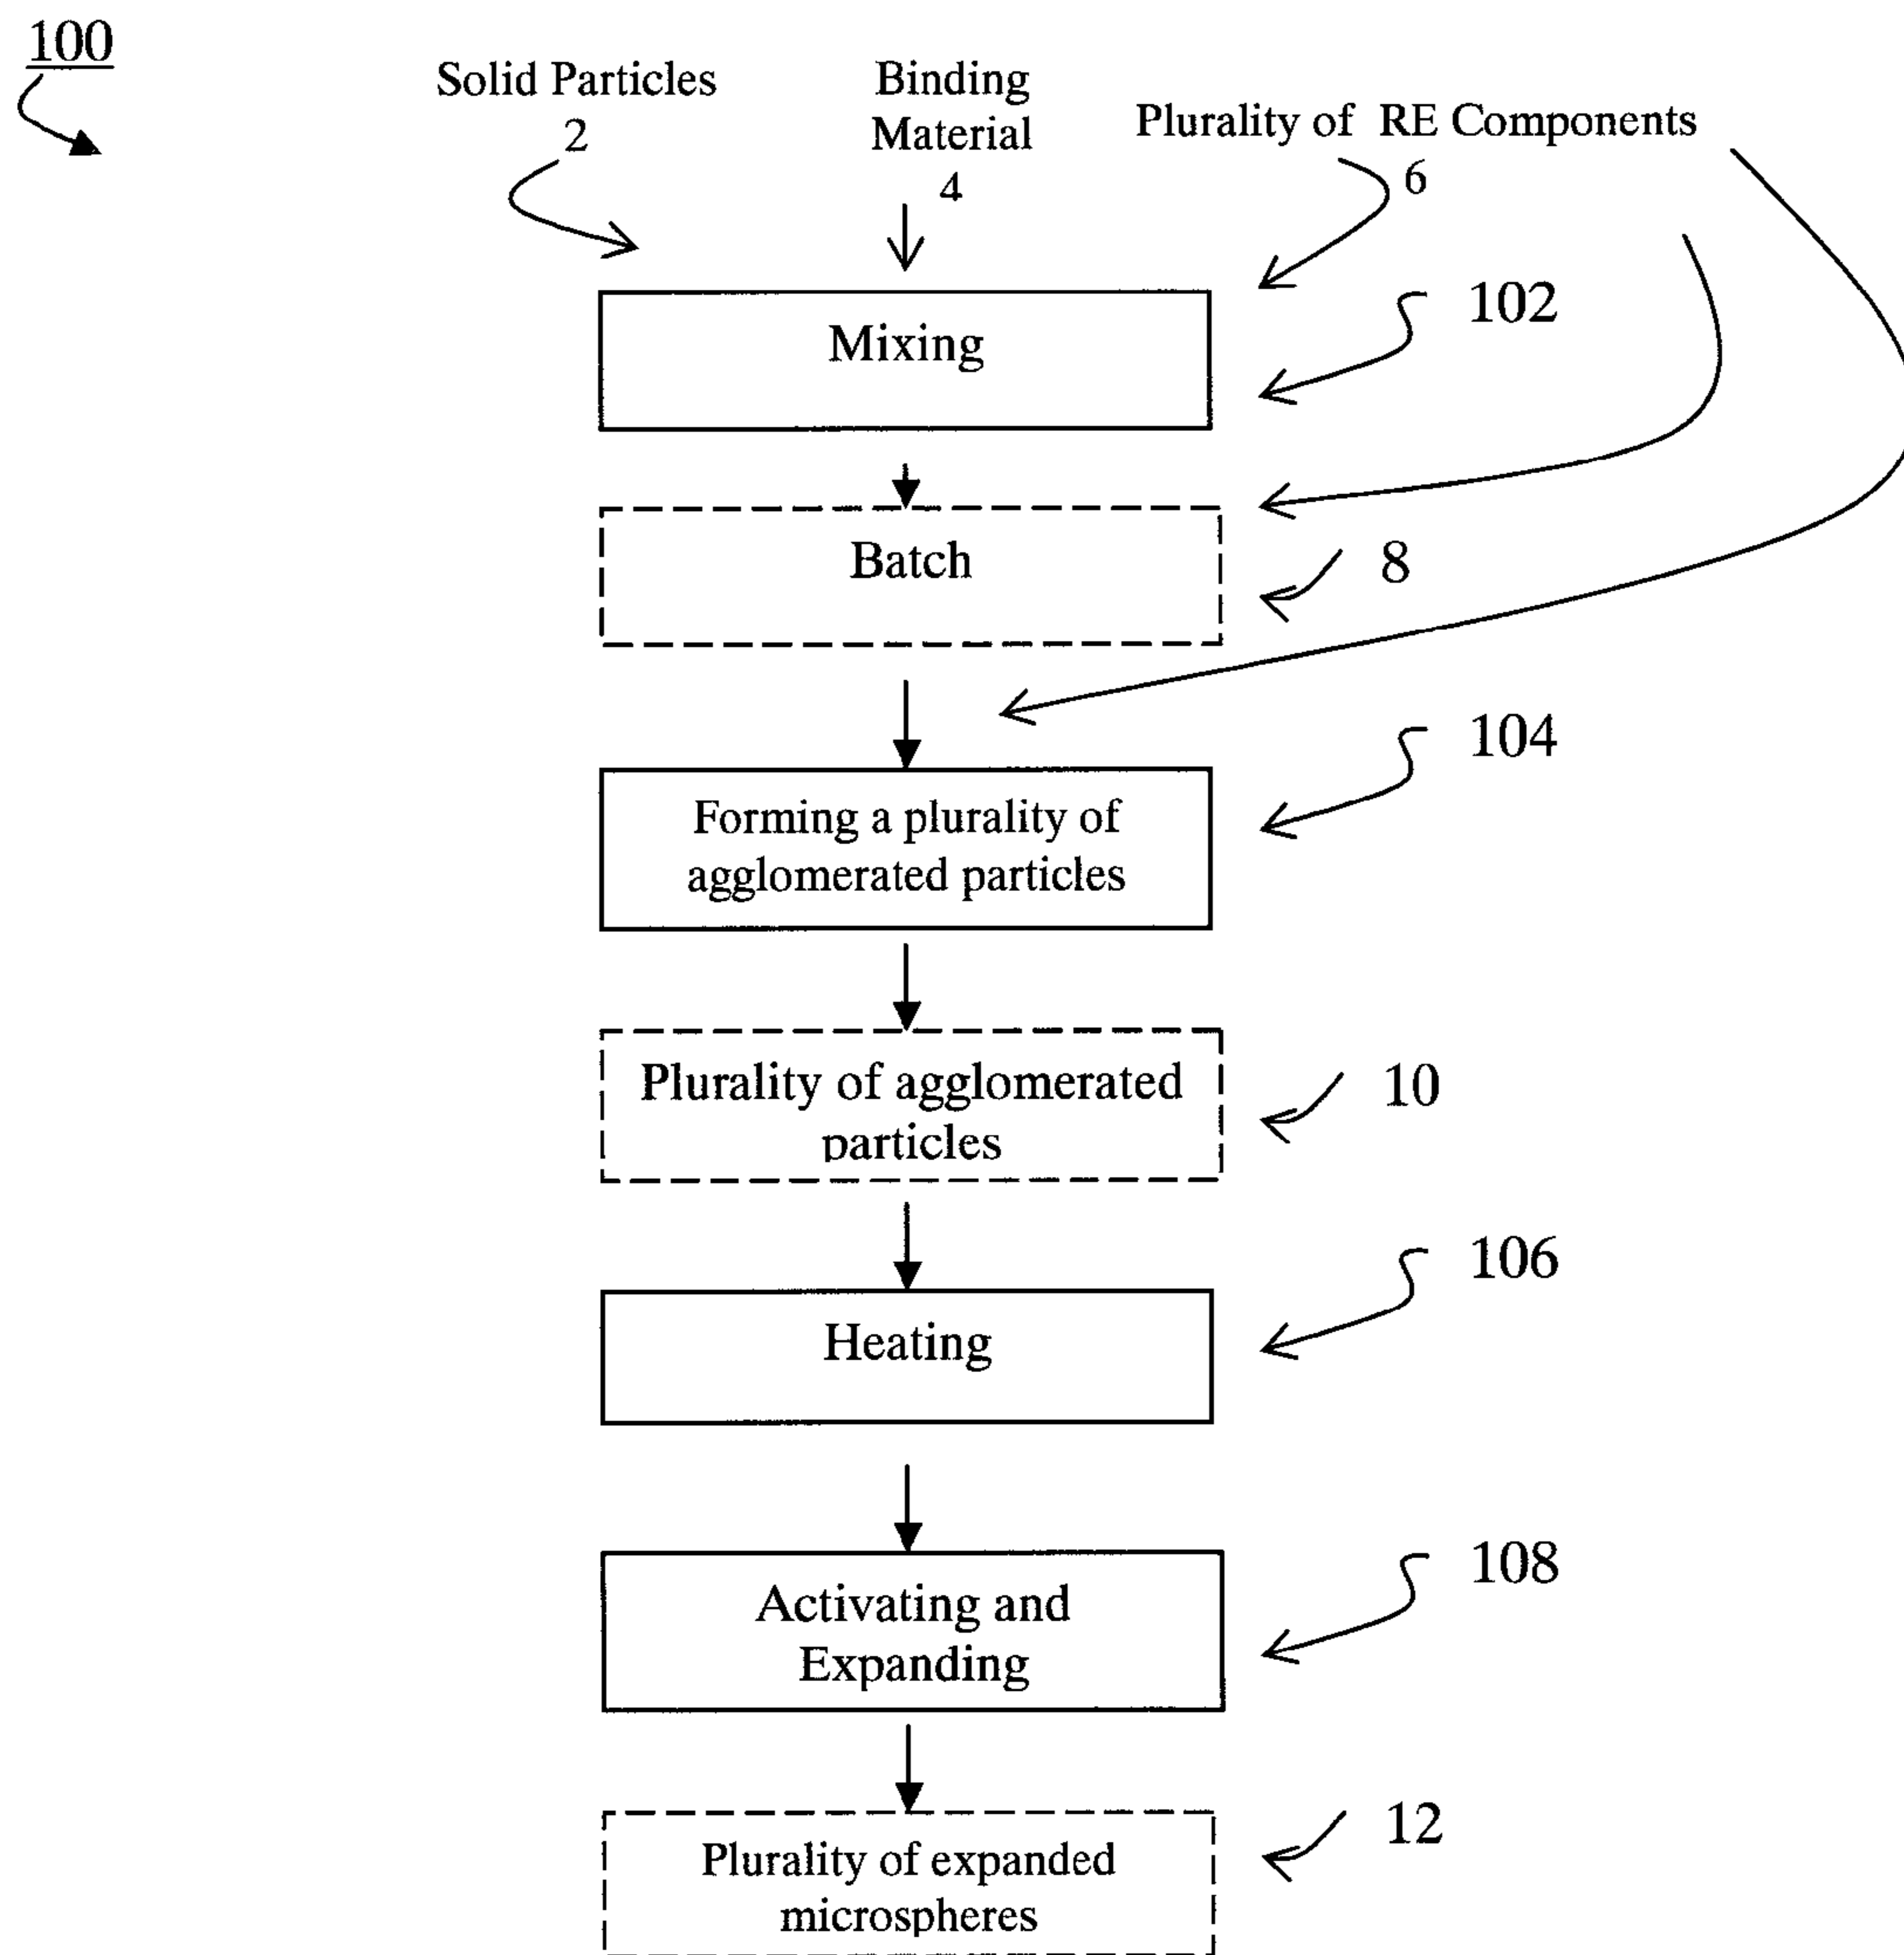 100
Solid Particles
2
Binding
Material
4
Plurality of RE Components
6
Mixing
102
Batch
8
Forming a plurality of
agglomerated particles
104
Plurality of agglomerated
particles
10
Heating
106
Activating and
Expanding
108
Plurality of expanded
microspheres
12